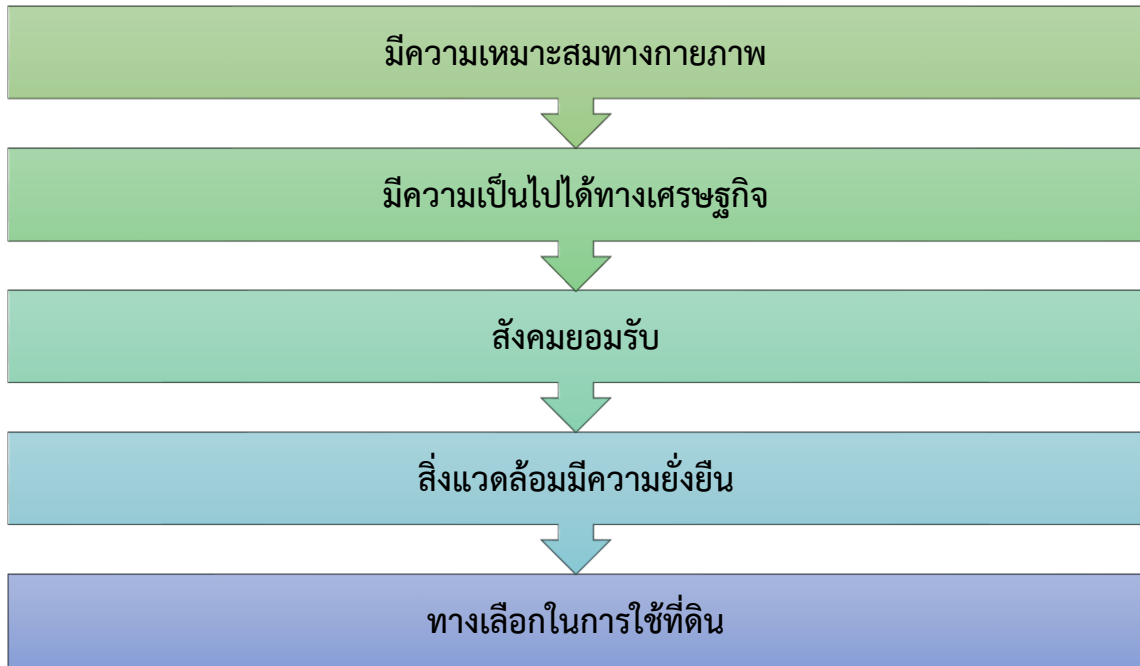 มีความเหมาะสมทางกายภาพ
มีความเป็นไปได้ทางเศรษฐกิจ
สังคมยอมรับ
สิ่งแวดล้อมมีความยั่งยืน
ทางเลือกในการใช้ที่ดิน